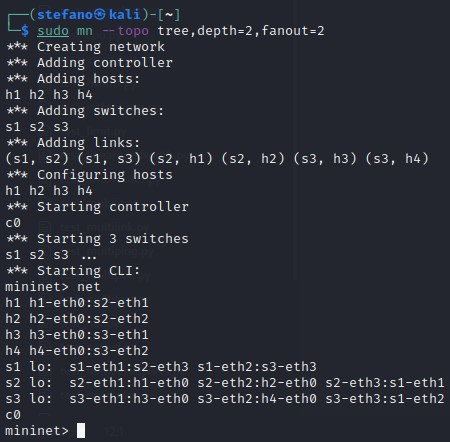 ┌──(stefano㉿kali)-[~]
└─$ sudo mn --topo tree,depth=2,fanout=2
*** Creating network
*** Adding controller
*** Adding hosts:
h1 h2 h3 h4
*** Adding switches:
s1 s2 s3
*** Adding links:
(s1, s2) (s1, s3) (s2, h1) (s2, h2) (s3, h3) (s3, h4)
*** Configuring hosts
h1 h2 h3 h4
*** Starting controller
c0
*** Starting 3 switches
s1 s2 s3 ...
*** Starting CLI:
mininet> net
h1 h1-eth0:s2-eth1
h2 h2-eth0:s2-eth2
h3 h3-eth0:s3-eth1
h4 h4-eth0:s3-eth2
s1 lo:  s1-eth1:s2-eth3 s1-eth2:s3-eth3
s2 lo:  s2-eth1:h1-eth0 s2-eth2:h2-eth0 s2-eth3:s1-eth1
s3 lo:  s3-eth1:h3-eth0 s3-eth2:h4-eth0 s3-eth3:s1-eth2
c0
mininet>